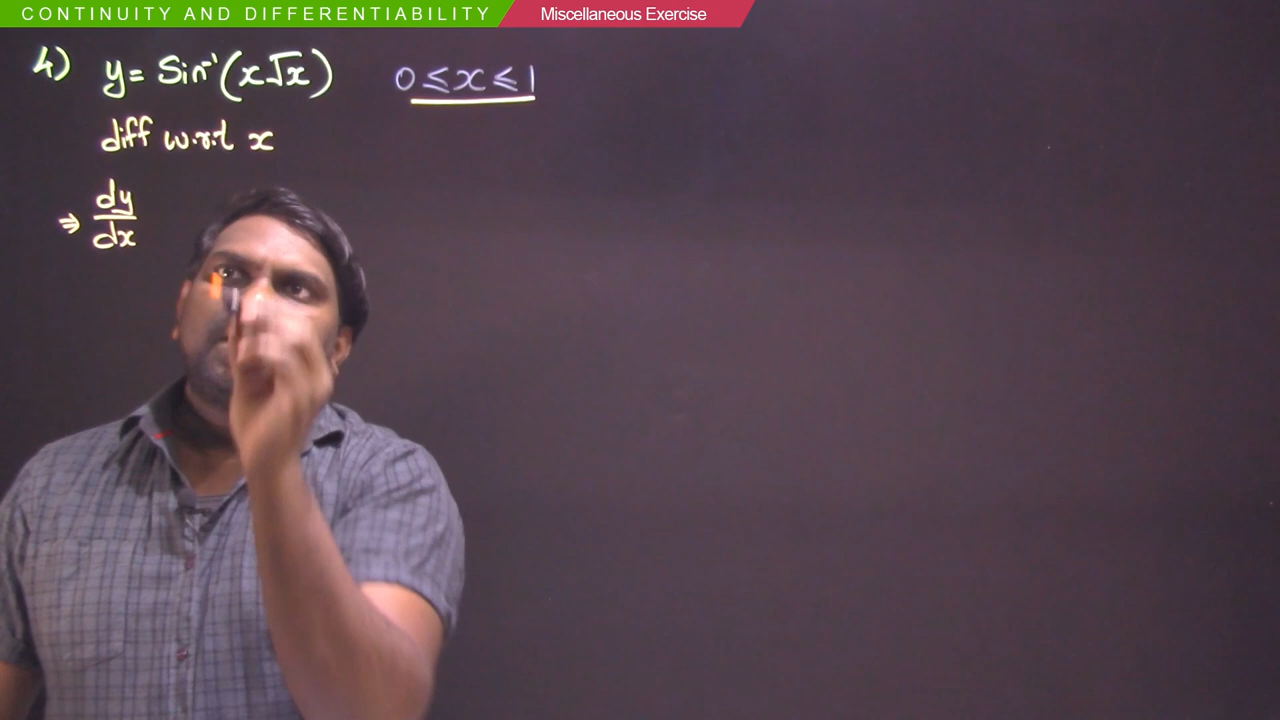 CONTINUITY AND DIFFERENTIABILITY Miscellaneous Exercise
4) y = Sin⁻¹(x√x) 0 ≤ x ≤ 1
diff w.r.t x
⇒ dy/dx